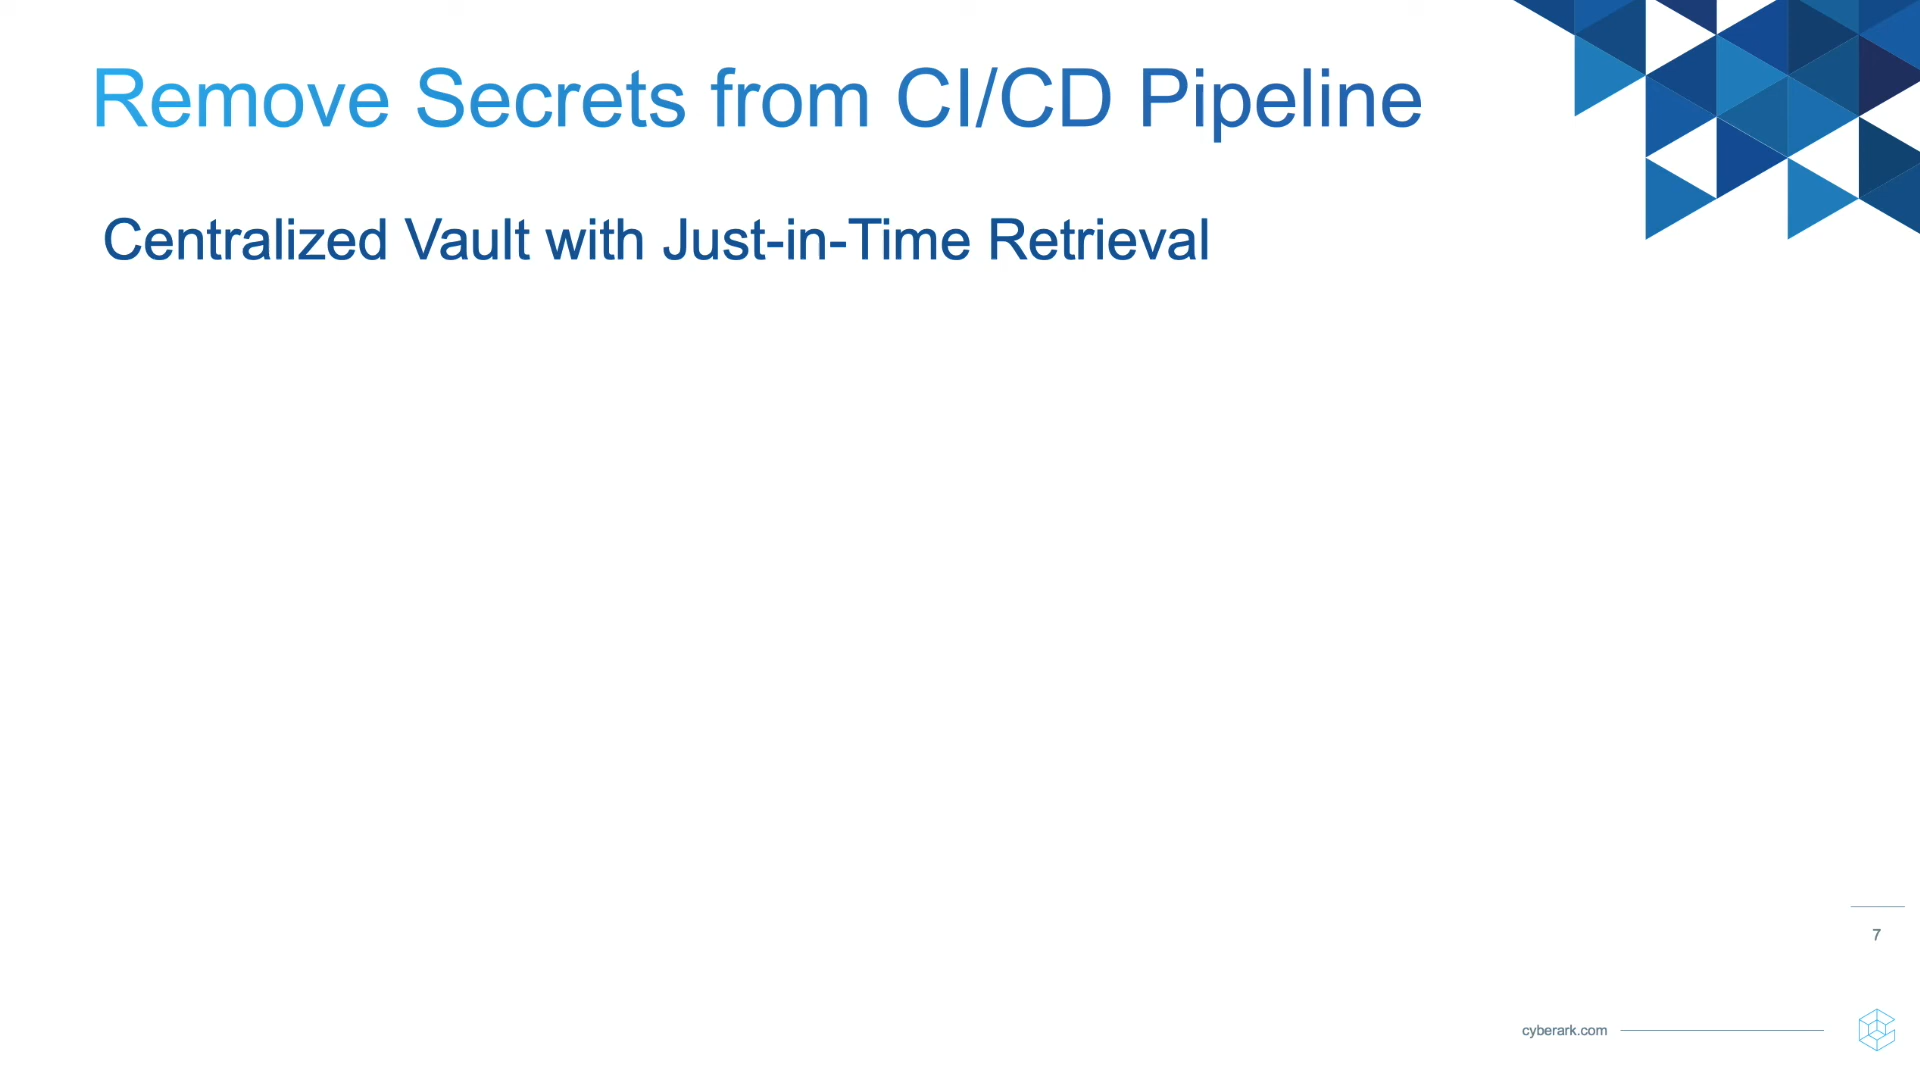 Remove Secrets from CI/CD Pipeline
Centralized Vault with Just-in-Time Retrieval
7
cyberark.com